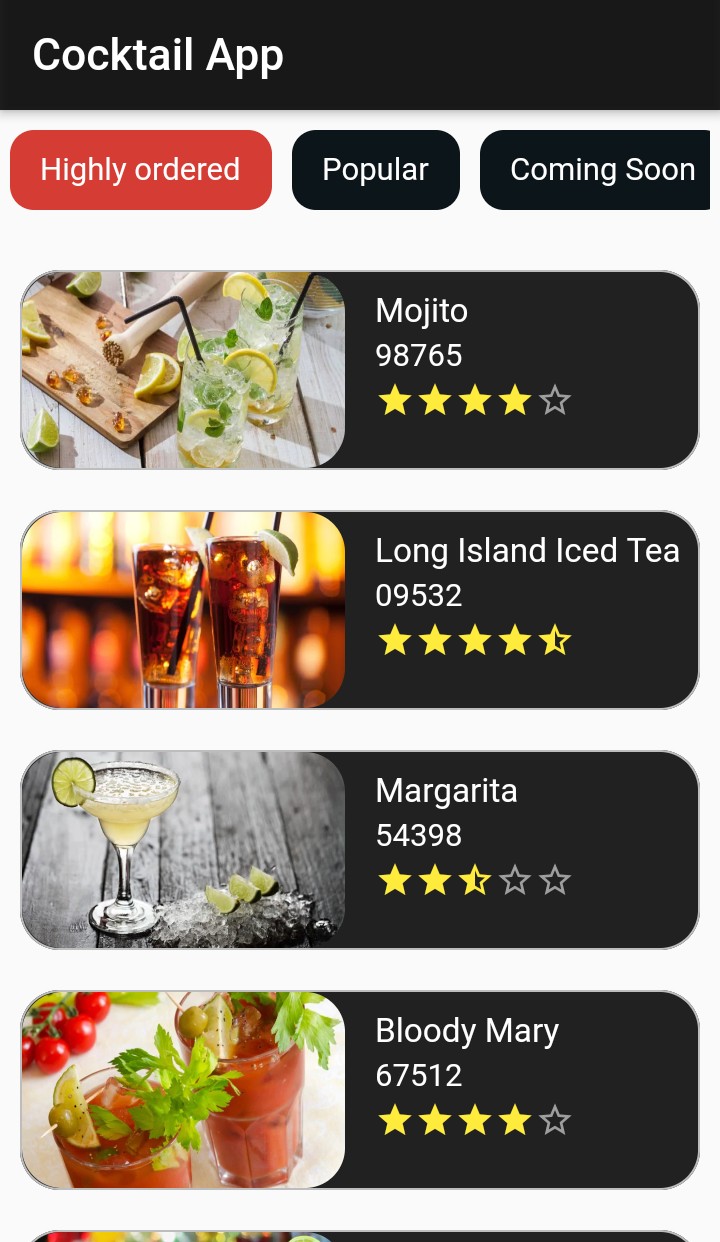 Cocktail App
Highly ordered
Popular
Coming Soon
Mojito
98765
Long Island Iced Tea
09532
Margarita
54398
Bloody Mary
67512